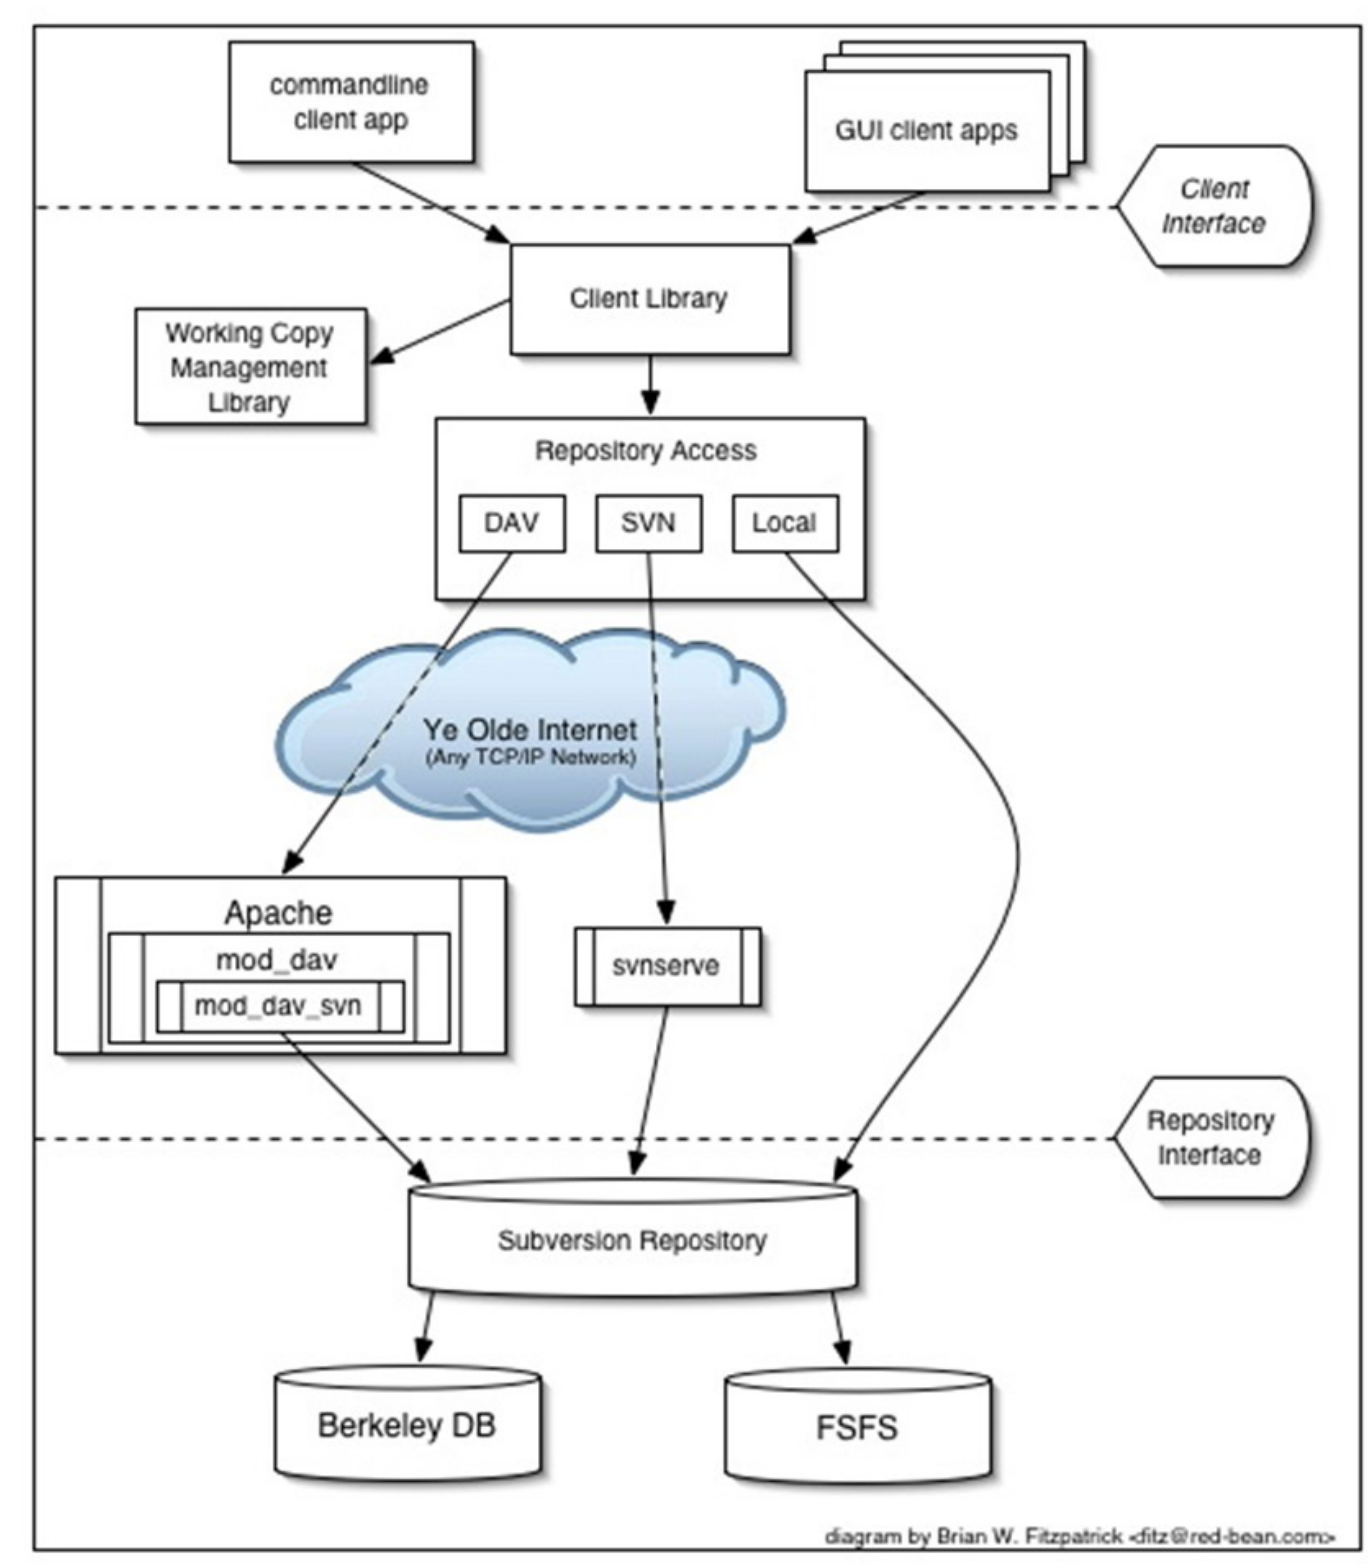 commandline
client app
GUI client apps
Client
Interface
Client Library
Working Copy
Management
Library
Repository Access
DAV
SVN
Local
Ye Olde Internet
(Any TCP/IP Network)
Apache
mod_dav
mod_dav_svn
svnserve
Repository
Interface
Subversion Repository
Berkeley DB
FSFS
diagram by Brian W. Fitzpatrick <fitz@red-bean.com>